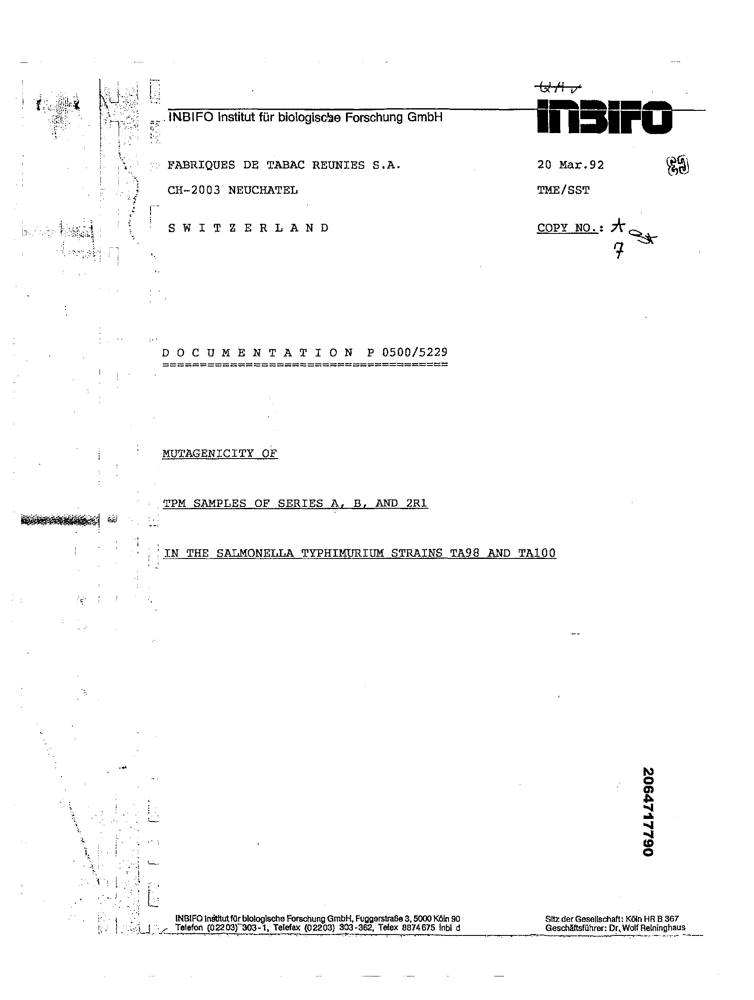 INBIFO
INBIFO Institut für biologische Forschung GmbH
FABRIQUES DE TABAC REUNIES S.A.
20 Mar.92
CH-2003 NEUCHATEL
TME/SST
S W I T Z E R L A N D
COPY NO.:
7
D O C U M E N T A T I O N P 0500/5229
MUTAGENICITY OF
TPM SAMPLES OF SERIES A, B, AND 2R1
IN THE SALMONELLA TYPHIMURIUM STRAINS TA98 AND TA100
2064717790
INBIFO Institut für biologische Forschung GmbH, Fuggerstraße 3, 5000 Köln 90
Telefon (02203) 303-1, Telefax (02203) 303-362, Telex 8874675 inbi d
Sitz der Gesellschaft: Köln HR B 367
Geschäftsführer: Dr. Wolf Reininghaus